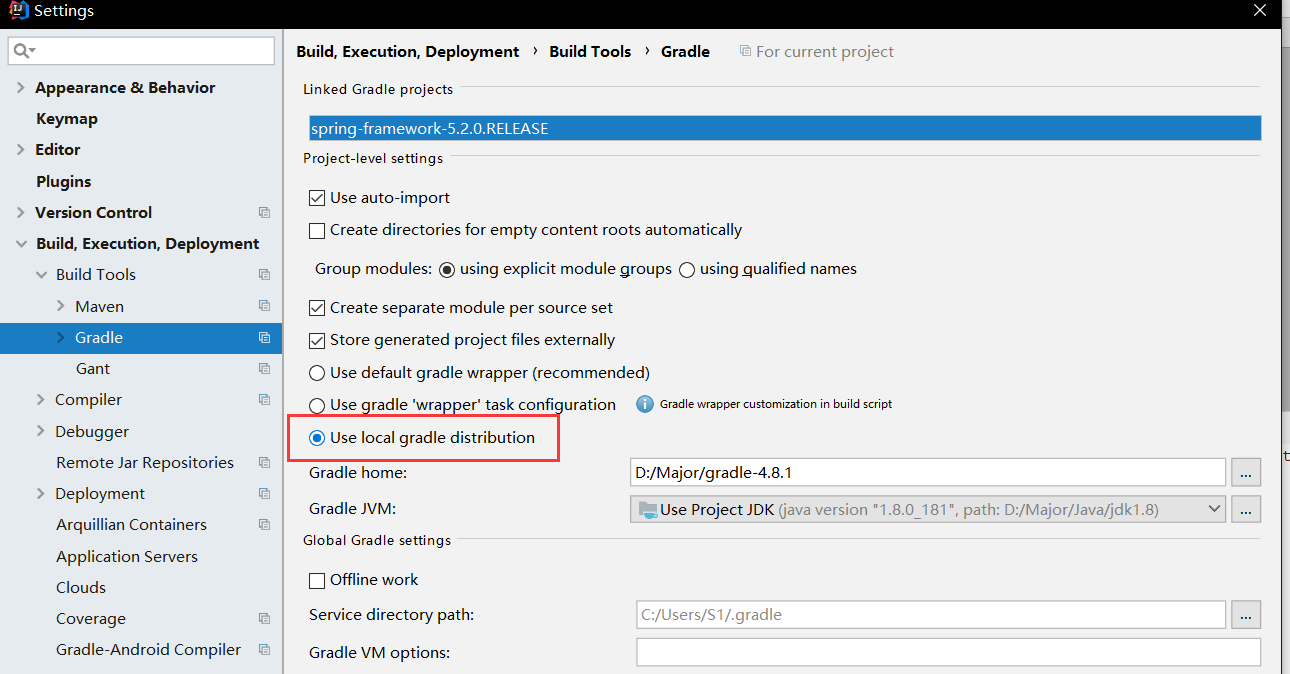 Settings
Build, Execution, Deployment › Build Tools › Gradle For current project
Appearance & Behavior
Keymap
Editor
Plugins
Version Control
Build, Execution, Deployment
Build Tools
Maven
Gradle
Gant
Compiler
Debugger
Remote Jar Repositories
Deployment
Arquillian Containers
Application Servers
Clouds
Coverage
Gradle-Android Compiler
Linked Gradle projects
spring-framework-5.2.0.RELEASE
Project-level settings
Use auto-import
Create directories for empty content roots automatically
Group modules: using explicit module groups using qualified names
Create separate module per source set
Store generated project files externally
Use default gradle wrapper (recommended)
Use gradle 'wrapper' task configuration Gradle wrapper customization in build script
Use local gradle distribution
Gradle home: D:/Major/gradle-4.8.1 ...
Gradle JVM: Use Project JDK (java version "1.8.0_181", path: D:/Major/Java/jdk1.8) ...
Global Gradle settings
Offline work
Service directory path: C:/Users/S1/.gradle ...
Gradle VM options: